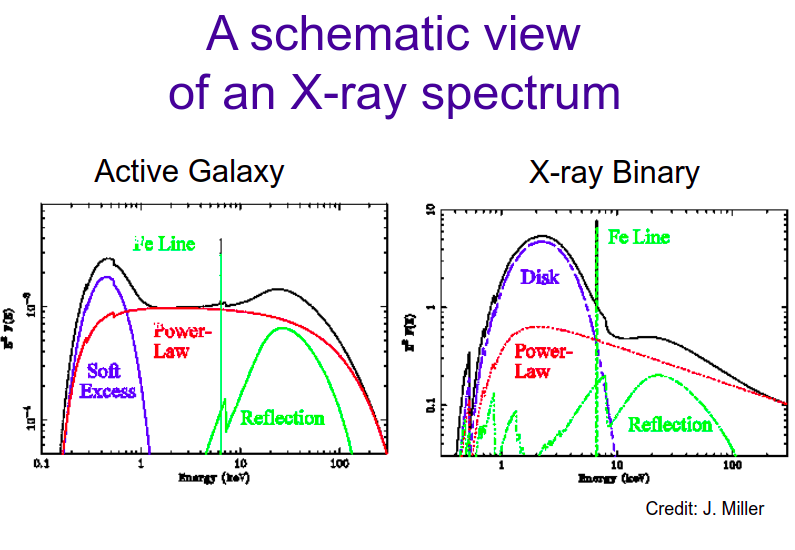 A schematic view
of an X-ray spectrum
Active Galaxy
X-ray Binary
Fe Line
Power-
Law
Soft
Excess
Reflection
10⁻³
10⁻⁴
E² F(E)
0.1
1
10
100
Energy (keV)
Fe Line
Disk
Power-
Law
Reflection
10
1
0.1
E² F(E)
1
10
100
Energy (keV)
Credit: J. Miller